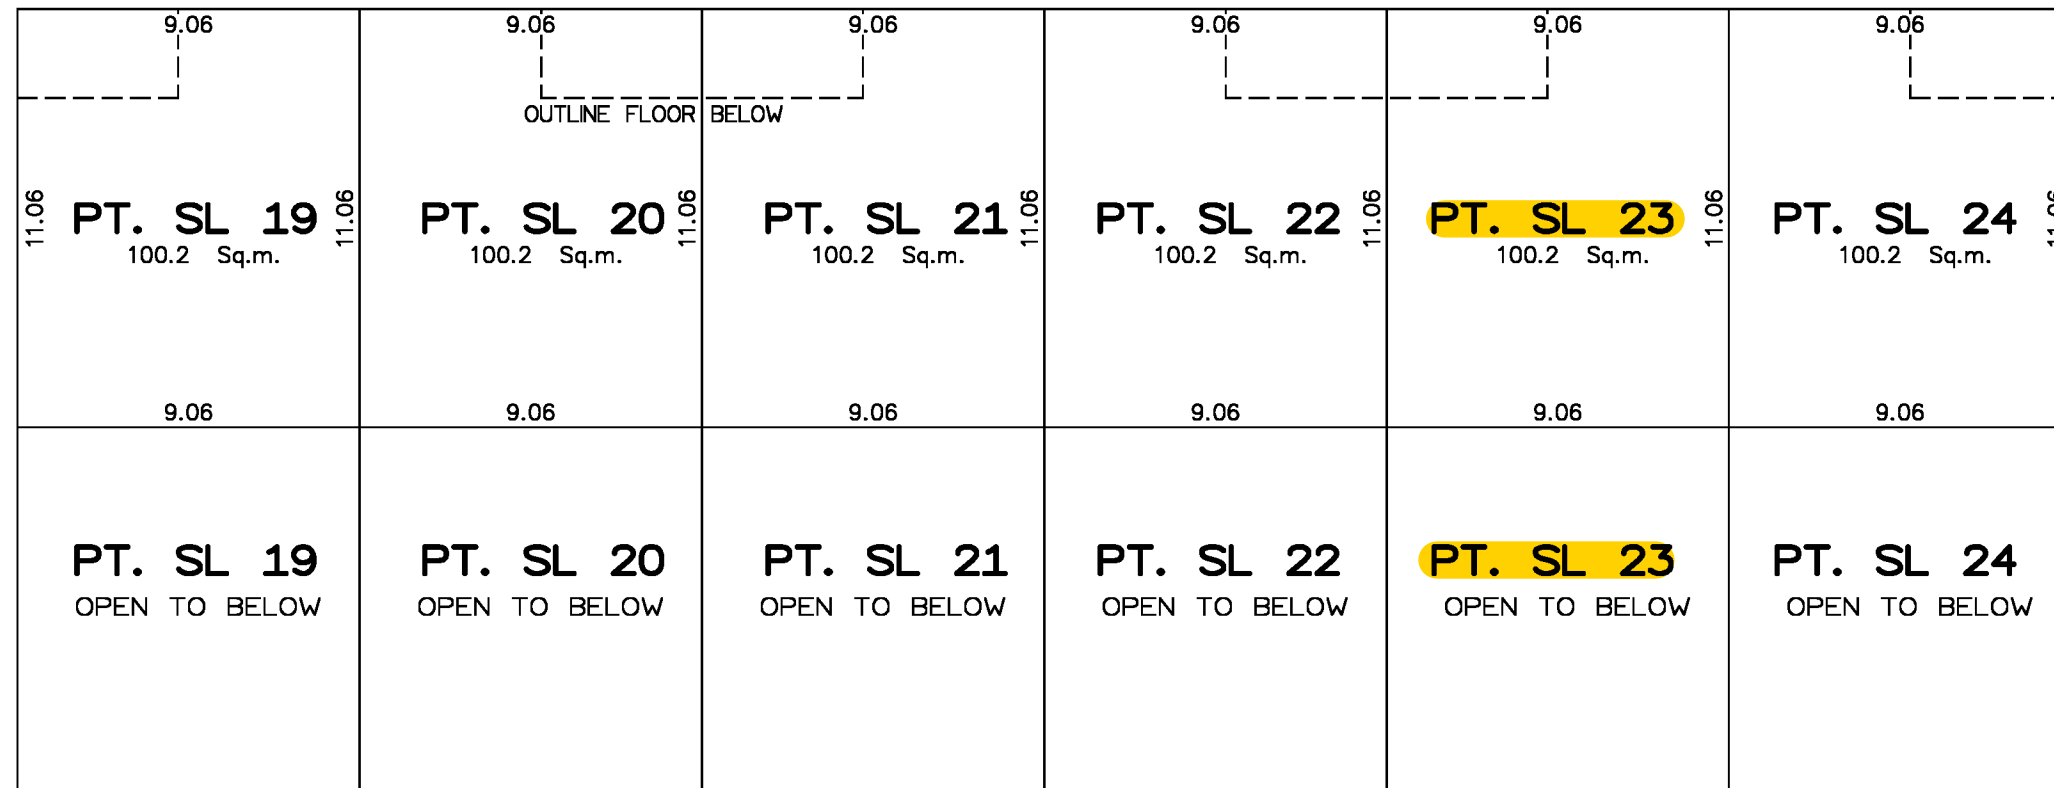 9.06 9.06 9.06 9.06 9.06 9.06
OUTLINE FLOOR BELOW
11.06 PT. SL 19 11.06 PT. SL 20 11.06 PT. SL 21 11.06 PT. SL 22 11.06 PT. SL 23 11.06 PT. SL 24 11.06
100.2 Sq.m. 100.2 Sq.m. 100.2 Sq.m. 100.2 Sq.m. 100.2 Sq.m. 100.2 Sq.m.
9.06 9.06 9.06 9.06 9.06 9.06
PT. SL 19 PT. SL 20 PT. SL 21 PT. SL 22 PT. SL 23 PT. SL 24
OPEN TO BELOW OPEN TO BELOW OPEN TO BELOW OPEN TO BELOW OPEN TO BELOW OPEN TO BELOW